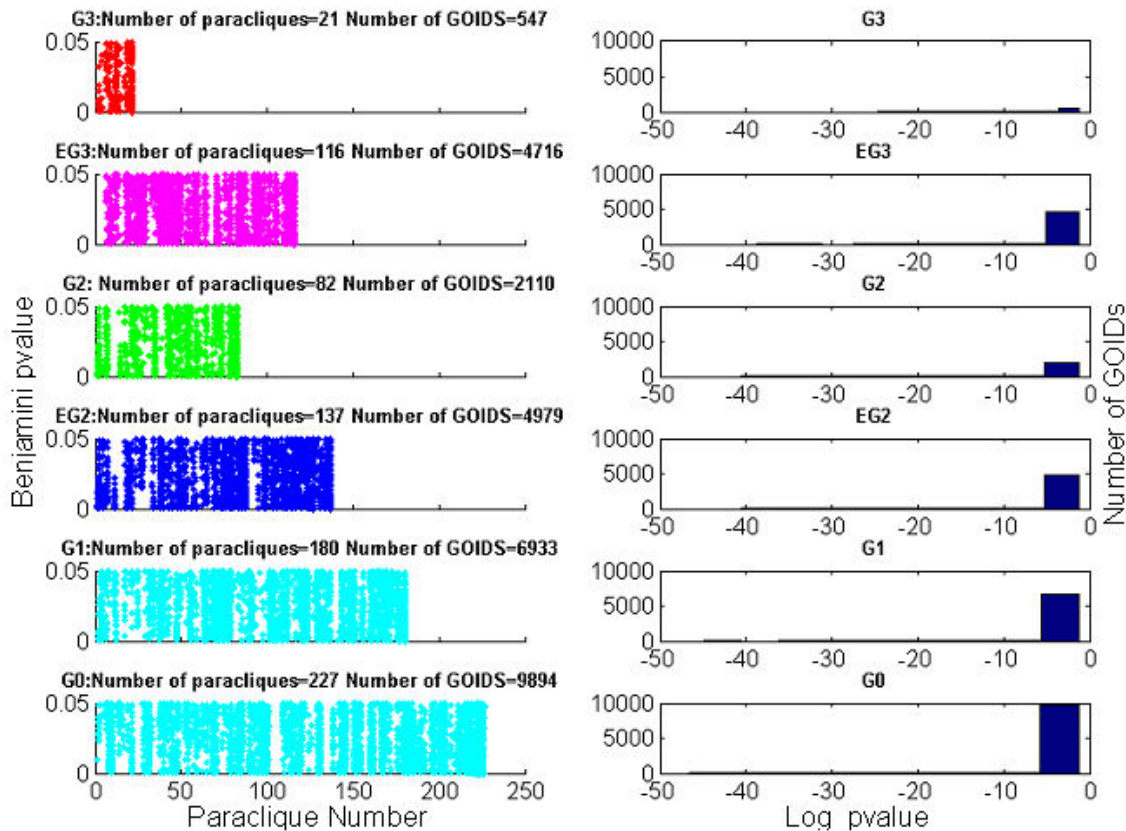 G3:Number of paracliques=21 Number of GOIDS=547
0.05
0
0 50 100 150 200 250
G3
10000
5000
0
-50 -40 -30 -20 -10 0
EG3:Number of paracliques=116 Number of GOIDS=4716
0.05
0
EG3
10000
5000
0
-50 -40 -30 -20 -10 0
G2: Number of paracliques=82 Number of GOIDS=2110
0.05
0
G2
10000
5000
0
-50 -40 -30 -20 -10 0
Benjamini pvalue
Number of GOIDs
EG2:Number of paracliques=137 Number of GOIDS=4979
0.05
0
EG2
10000
5000
0
-50 -40 -30 -20 -10 0
G1:Number of paracliques=180 Number of GOIDS=6933
0.05
0
G1
10000
5000
0
-50 -40 -30 -20 -10 0
G0:Number of paracliques=227 Number of GOIDS=9894
0.05
0
0 50 100 150 200 250
Paraclique Number
G0
10000
5000
0
-50 -40 -30 -20 -10 0
Log pvalue